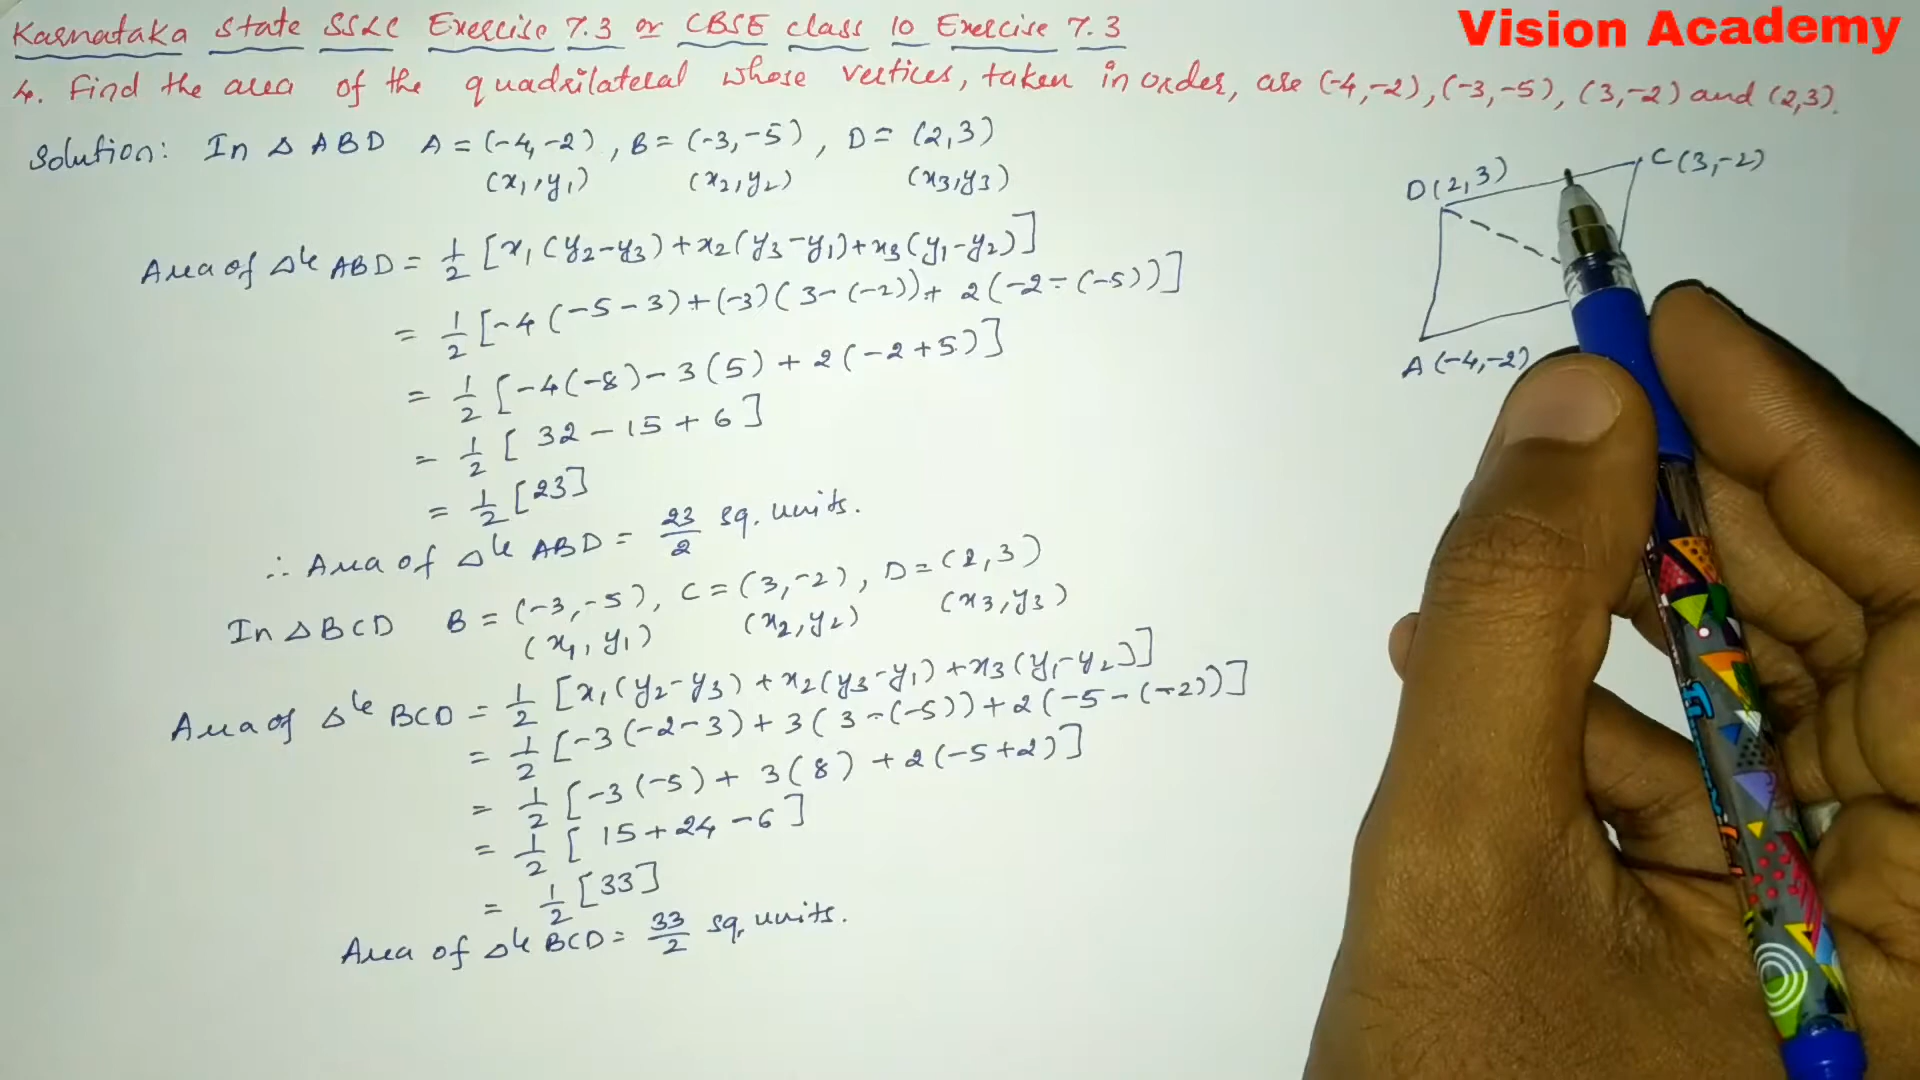 Karnataka state SSLC Exercise 7.3 or CBSE class 10 Exercise 7.3
Vision Academy
4. Find the area of the quadrilateral whose vertices, taken in order, are (-4,-2), (-3,-5), (3,-2) and (2,3).
Solution: In Δ ABD A = (-4,-2), B = (-3,-5), D = (2,3)
(x₁,y₁) (x₂,y₂) (x₃,y₃)
Area of Δle ABD = 1/2 [x₁(y₂-y₃)+x₂(y₃-y₁)+x₃(y₁-y₂)]
= 1/2 [-4(-5-3)+(-3)(3-(-2))+ 2(-2-(-5))]
= 1/2 [-4(-8)-3(5)+2(-2+5)]
= 1/2 [32-15+6]
= 1/2 [23]
∴ Area of Δle ABD = 23/2 sq. units.
In Δ BCD B = (-3,-5), C = (3,-2), D = (2,3)
(x₁,y₁) (x₂,y₂) (x₃,y₃)
Area of Δle BCD = 1/2 [x₁(y₂-y₃)+x₂(y₃-y₁)+x₃(y₁-y₂)]
= 1/2 [-3(-2-3)+3(3-(-5))+2(-5-(-2))]
= 1/2 [-3(-5)+3(8)+2(-5+2)]
= 1/2 [15+24-6]
= 1/2 [33]
Area of Δle BCD = 33/2 sq. units.
D(2,3)
C(3,-2)
A(-4,-2)